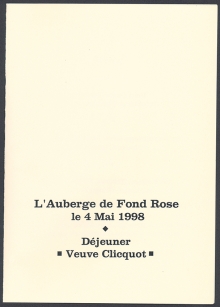 L'Auberge de Fond Rose
le 4 Mai 1998
◆
Déjeuner
■ Veuve Clicquot ■